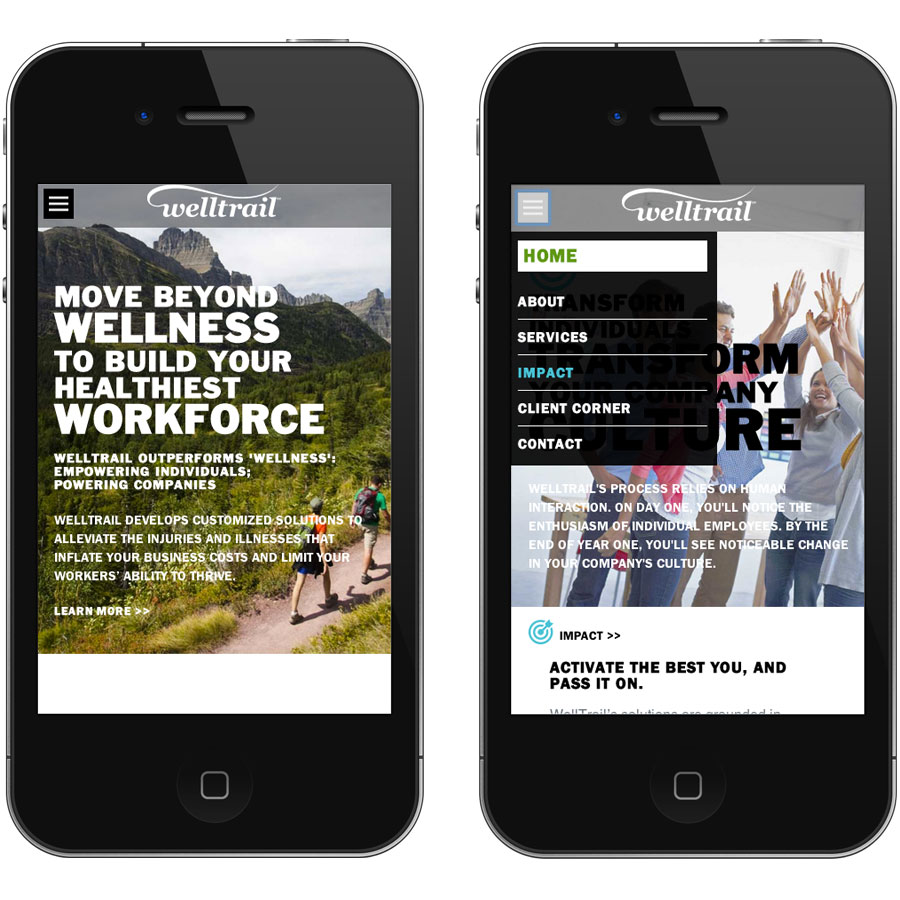 welltrail
MOVE BEYOND
WELLNESS
TO BUILD YOUR
HEALTHIEST
WORKFORCE
WELLTRAIL OUTPERFORMS 'WELLNESS':
EMPOWERING INDIVIDUALS;
POWERING COMPANIES
WELLTRAIL DEVELOPS CUSTOMIZED SOLUTIONS TO
ALLEVIATE THE INJURIES AND ILLNESSES THAT
INFLATE YOUR BUSINESS COSTS AND LIMIT YOUR
WORKERS' ABILITY TO THRIVE.
LEARN MORE >>
welltrail
HOME
ABOUT
SERVICES
IMPACT
CLIENT CORNER
CONTACT
TRANSFORM
INDIVIDUALS
TRANSFORM
YOUR COMPANY
CULTURE
WELLTRAIL'S PROCESS RELIES ON HUMAN
INTERACTION. ON DAY ONE, YOU'LL NOTICE THE
ENTHUSIASM OF INDIVIDUAL EMPLOYEES. BY THE
END OF YEAR ONE, YOU'LL SEE NOTICEABLE CHANGE
IN YOUR COMPANY'S CULTURE.
IMPACT >>
ACTIVATE THE BEST YOU, AND
PASS IT ON.
WellTrail's solutions are grounded in